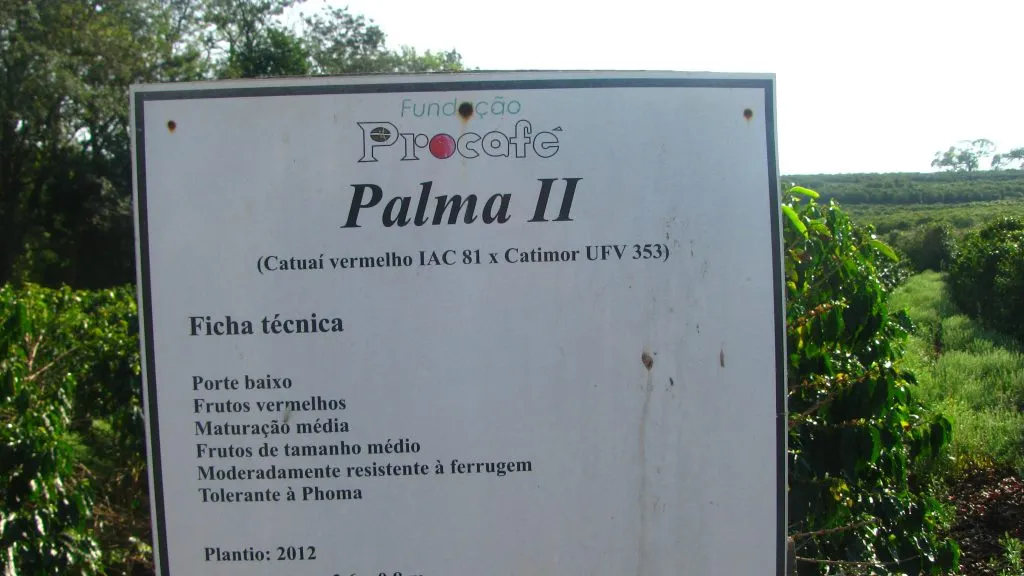 Fundação
Procafé
Palma II
(Catuaí vermelho IAC 81 x Catimor UFV 353)
Ficha técnica
Porte baixo
Frutos vermelhos
Maturação média
Frutos de tamanho médio
Moderadamente resistente à ferrugem
Tolerante à Phoma
Plantio: 2012